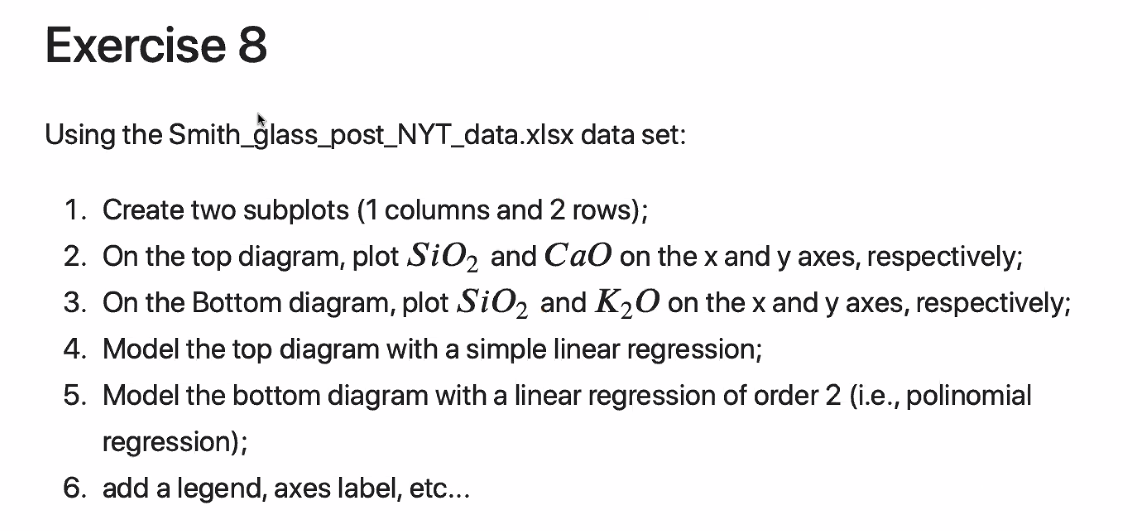 Exercise 8
Using the Smith_glass_post_NYT_data.xlsx data set:
1. Create two subplots (1 columns and 2 rows);
2. On the top diagram, plot SiO₂ and CaO on the x and y axes, respectively;
3. On the Bottom diagram, plot SiO₂ and K₂O on the x and y axes, respectively;
4. Model the top diagram with a simple linear regression;
5. Model the bottom diagram with a linear regression of order 2 (i.e., polinomial
regression);
6. add a legend, axes label, etc...